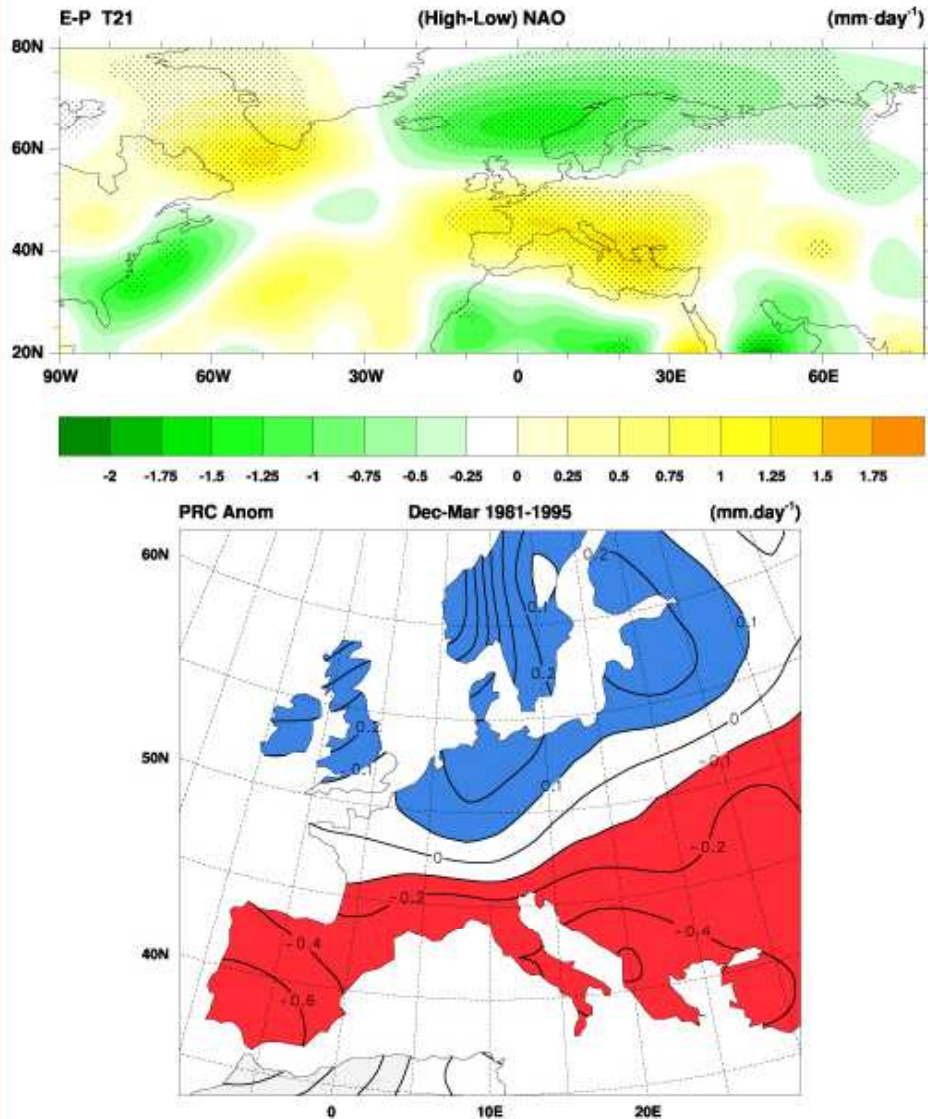 E-P T21 (High-Low) NAO (mm·day⁻¹)
80N
60N
40N
20N
90W 60W 30W 0 30E 60E
-2 -1.75 -1.5 -1.25 -1 -0.75 -0.5 -0.25 0 0.25 0.5 0.75 1 1.25 1.5 1.75
PRC Anom Dec-Mar 1981-1995 (mm.day⁻¹)
60N
0.2
0.1
0.1
0.2
0
0.2
50N
-0.1
0.1
0.1
0
-0.2
-0.2
-0.4
-0.4
40N
-0.6
0 10E 20E